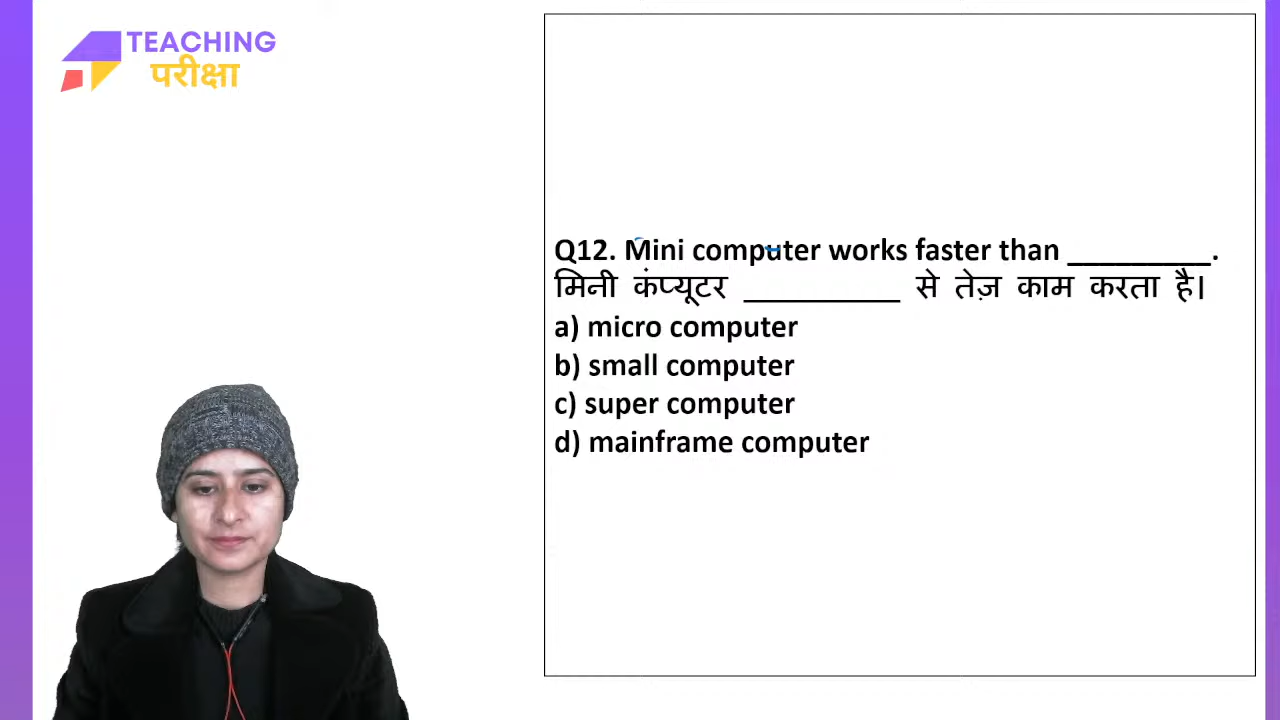 TEACHING
परीक्षा
Q12. Mini computer works faster than _________.
मिनी कंप्यूटर __________ से तेज़ काम करता है।
a) micro computer
b) small computer
c) super computer
d) mainframe computer